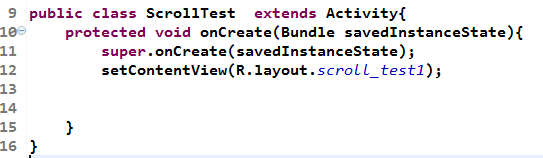 9 public class ScrollTest  extends Activity{
10 protected void onCreate(Bundle savedInstanceState){
11 super.onCreate(savedInstanceState);
12 setContentView(R.layout.scroll_test1);
13
14
15 }
16 }